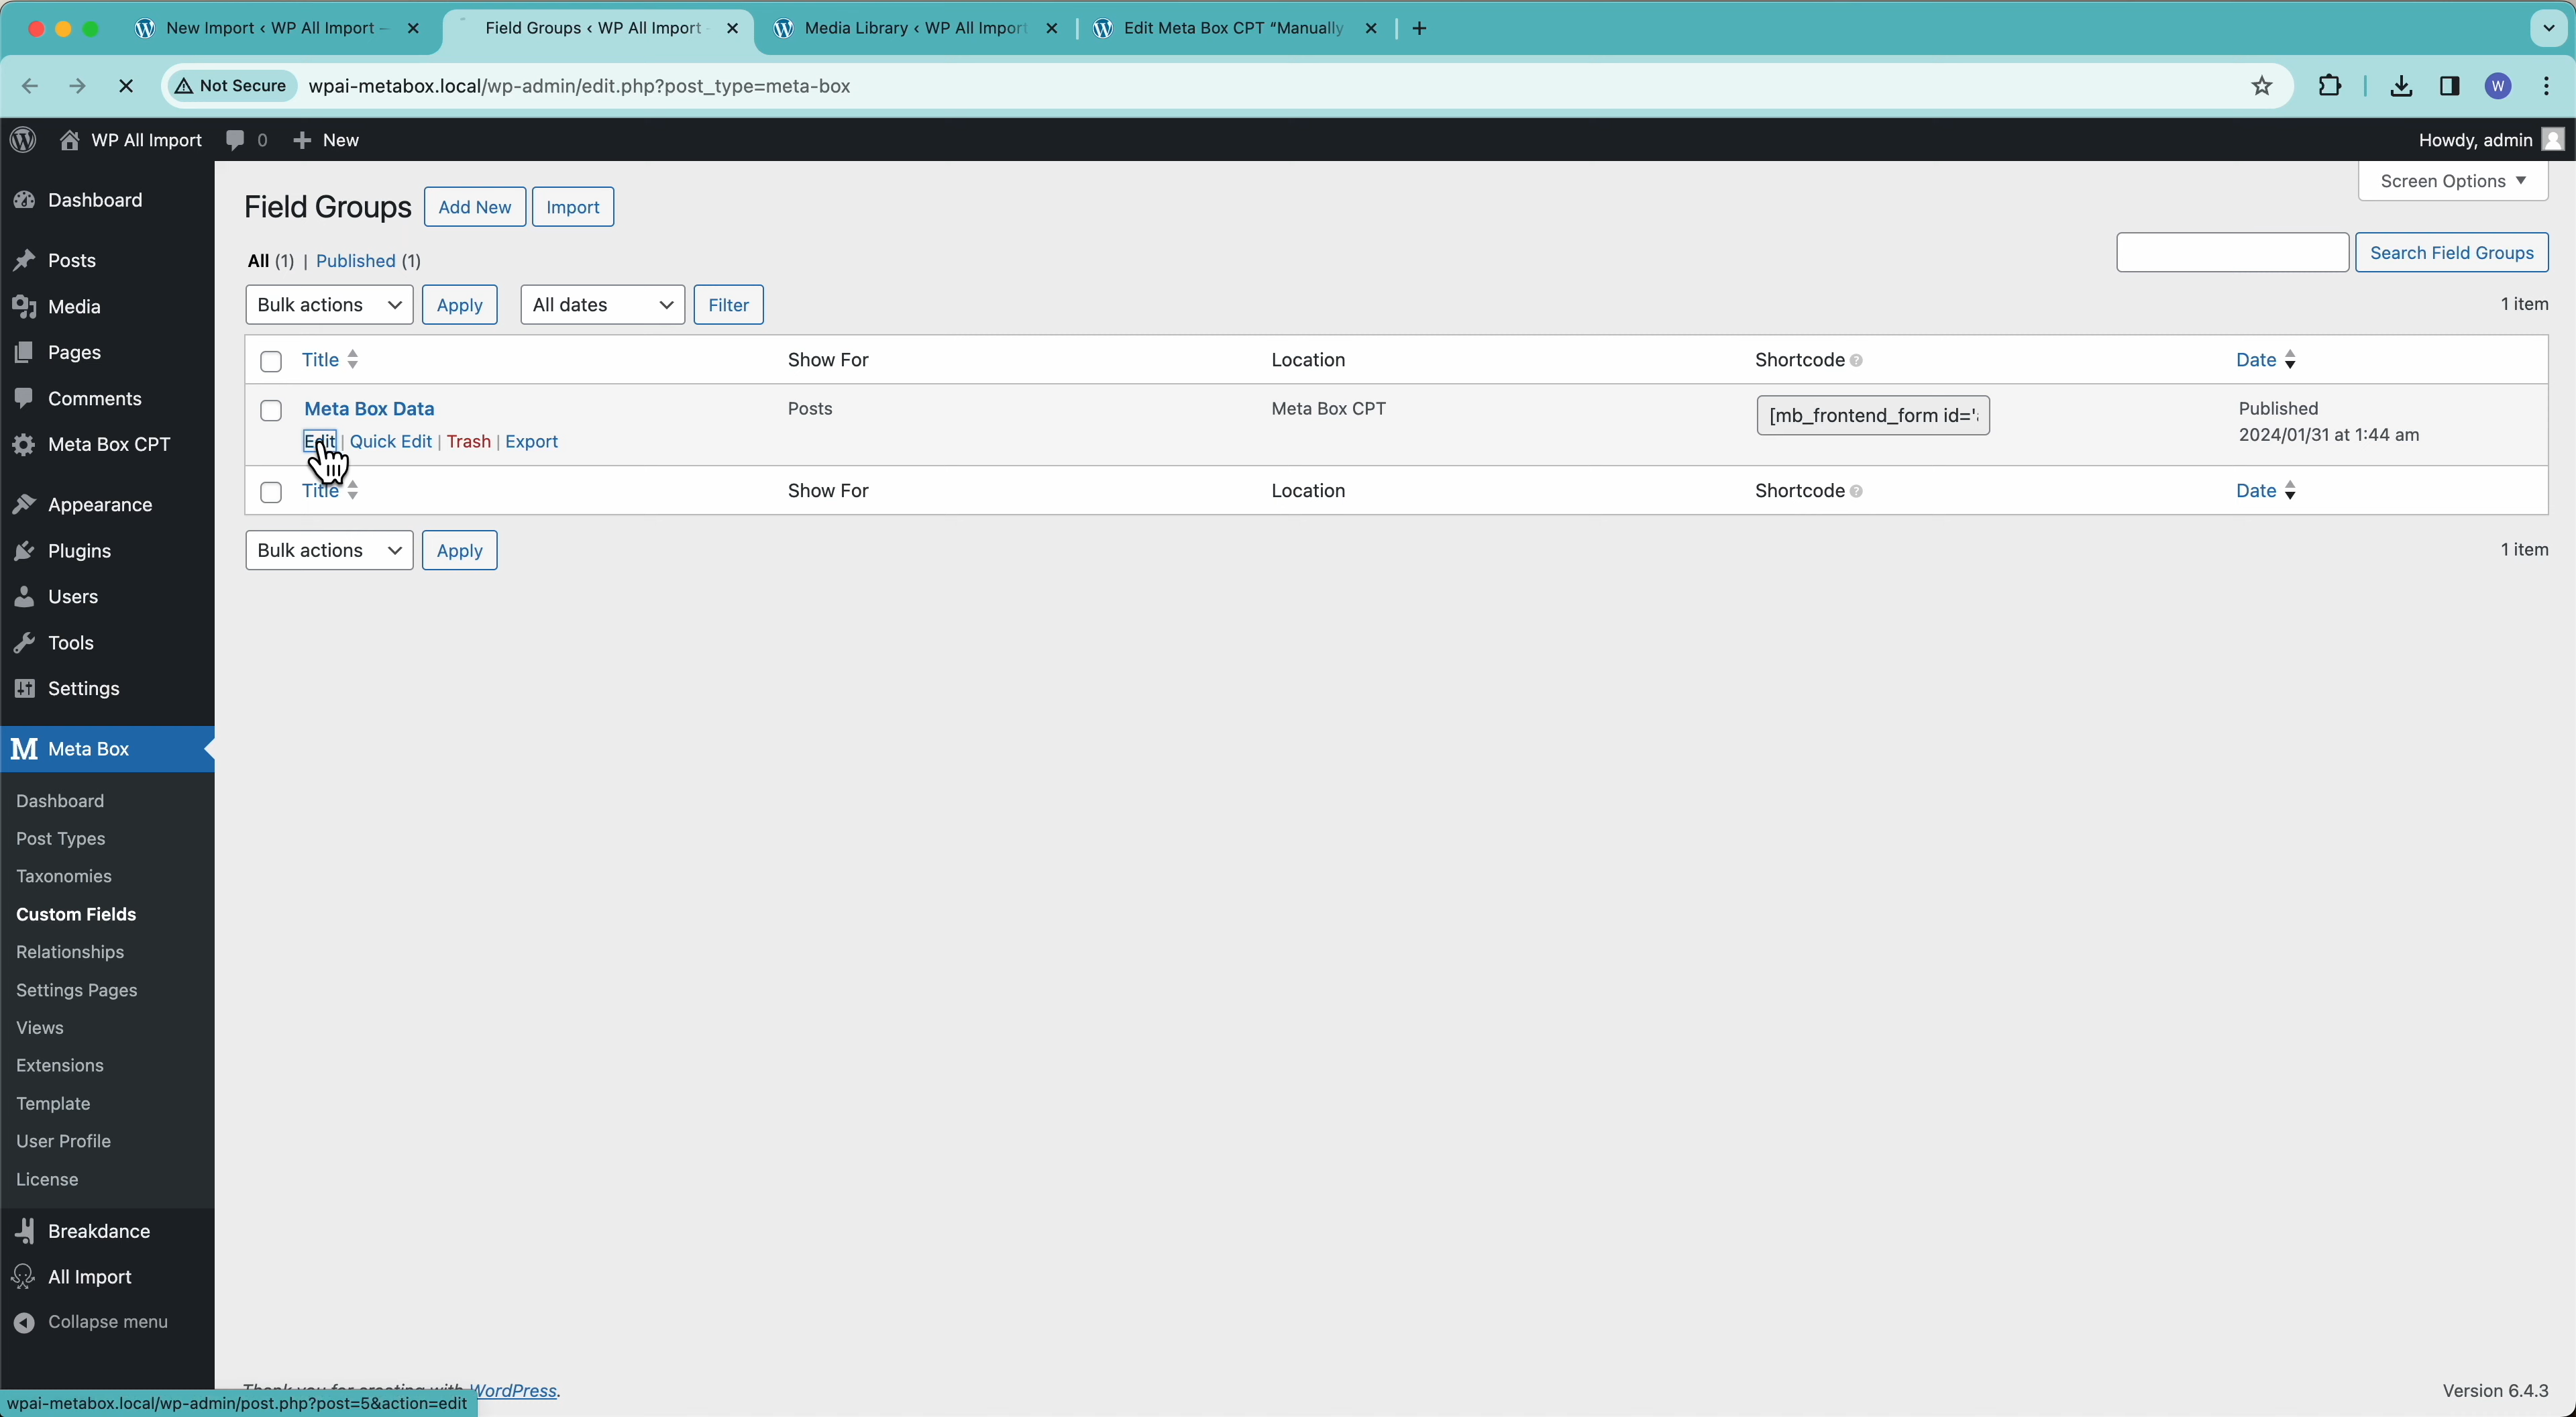 New Import ‹ WP All Import –
Field Groups ‹ WP All Import
Media Library ‹ WP All Import
Edit Meta Box CPT “Manually
Not Secure
wpai-metabox.local/wp-admin/edit.php?post_type=meta-box
W
WP All Import
0
New
Howdy, admin
Dashboard
Posts
Media
Pages
Comments
Meta Box CPT
Appearance
Plugins
Users
Tools
Settings
Meta Box
Dashboard
Post Types
Taxonomies
Custom Fields
Relationships
Settings Pages
Views
Extensions
Template
User Profile
License
Breakdance
All Import
Collapse menu
Screen Options
Field Groups
Add New
Import
All (1) | Published (1)
Search Field Groups
Bulk actions
Apply
All dates
Filter
1 item
Title
Show For
Location
Shortcode
Date
Meta Box Data
Posts
Meta Box CPT
[mb_frontend_form id='
Published
2024/01/31 at 1:44 am
Edit | Quick Edit | Trash | Export
Title
Show For
Location
Shortcode
Date
Bulk actions
Apply
1 item
Thank you for creating with WordPress.
Version 6.4.3
wpai-metabox.local/wp-admin/post.php?post=5&action=edit